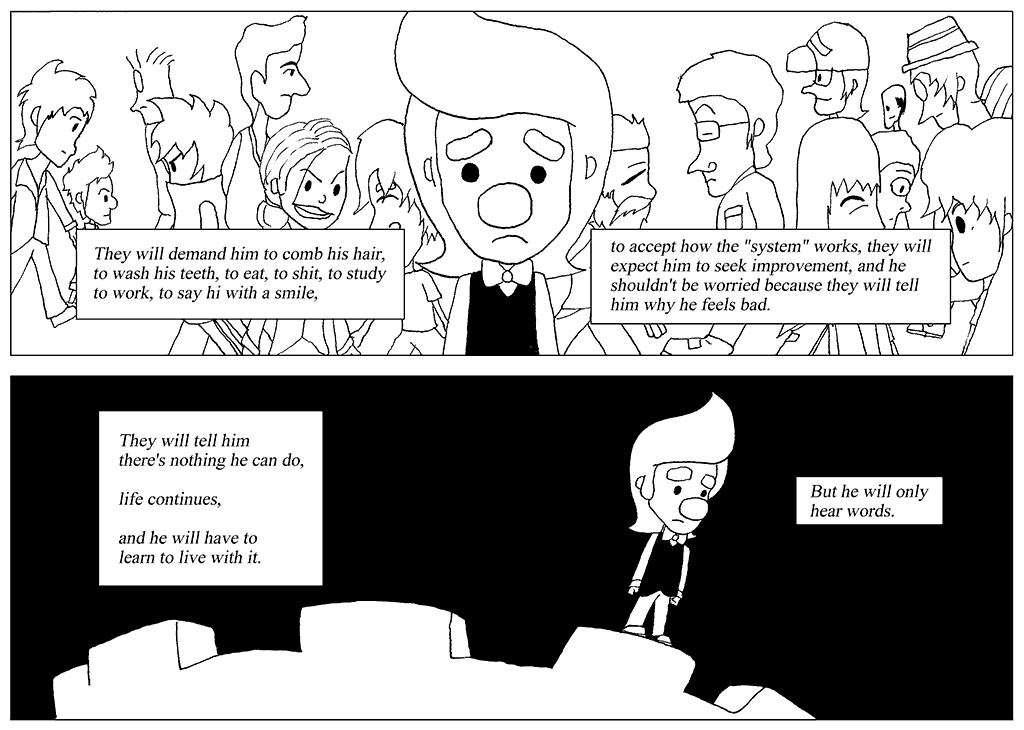 They will demand him to comb his hair,
to wash his teeth, to eat, to shit, to study
to work, to say hi with a smile,
to accept how the "system" works, they will
expect him to seek improvement, and he
shouldn't be worried because they will tell
him why he feels bad.
They will tell him
there's nothing he can do,
life continues,
and he will have to
learn to live with it.
But he will only
hear words.